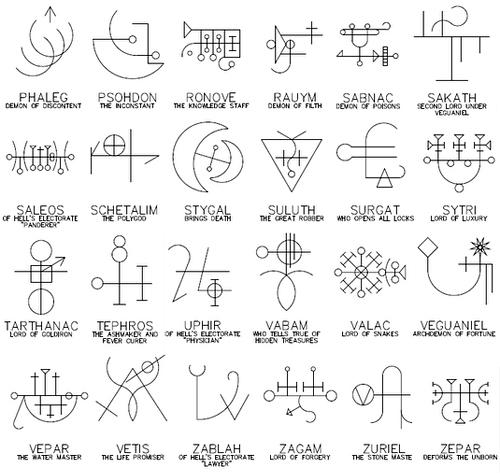 PHALEG
DEMON OF DISCONTENT
PSOHDON
THE INCONSTANT
RONOVE
THE KNOWLEDGE STAFF
RAUYM
DEMON OF FILTH
SABNAC
DEMON OF POISONS
SAKATH
SECOND LORD UNDER
VEGUANIEL
SALEOS
OF HELL'S ELECTORATE
"PANDERER"
SCHETALIM
THE POLYGOD
STYGAL
BRINGS DEATH
SULUTH
THE GREAT ROBBER
SURGAT
WHO OPENS ALL LOCKS
SYTRI
LORD OF LUXURY
TARTHANAC
LORD OF GOLDIRON
TEPHROS
THE ASHMAKER AND
FEVER CURER
UPHIR
OF HELL'S ELECTORATE
"PHYSICIAN"
VABAM
WHO TELLS TRUE OF
HIDDEN TREASURES
VALAC
LORD OF SNAKES
VEGUANIEL
ARCHDEMON OF FORTUNE
VEPAR
THE WATER MASTER
VETIS
THE LIFE PROMISER
ZABLAH
OF HELL'S ELECTORATE
"LAWYER"
ZAGAM
LORD OF FORGERY
ZURIEL
THE STONE MASTE
ZEPAR
DEFORMS THE UNBORN